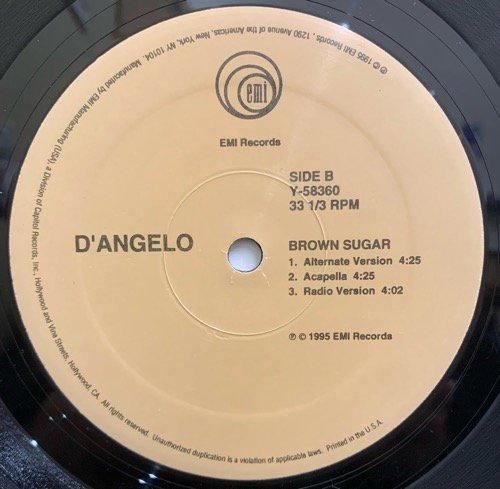 emi
EMI Records
SIDE B
Y-58360
33 1/3 RPM
D'ANGELO
BROWN SUGAR
1. Alternate Version 4:25
2. Acapella 4:25
3. Radio Version 4:02
℗ © 1995 EMI Records
℗ © 1995 EMI Records, 1290 Avenue of the Americas, New York, NY 10104. Manufactured by EMI Manufacturing (USA), a Division of Capitol Records, Inc., Hollywood and Vine Streets, Hollywood, CA. All rights reserved. Unauthorized duplication is a violation of applicable laws. Printed in the U.S.A.